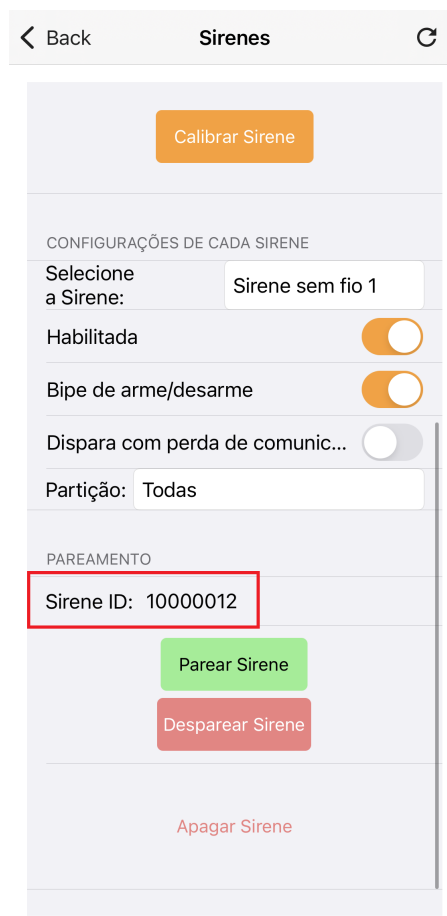 Back
Sirenes
Calibrar Sirene
CONFIGURAÇÕES DE CADA SIRENE
Selecione
a Sirene:
Sirene sem fio 1
Habilitada
Bipe de arme/desarme
Dispara com perda de comunic...
Partição: Todas
PAREAMENTO
Sirene ID: 10000012
Parear Sirene
Desparear Sirene
Apagar Sirene